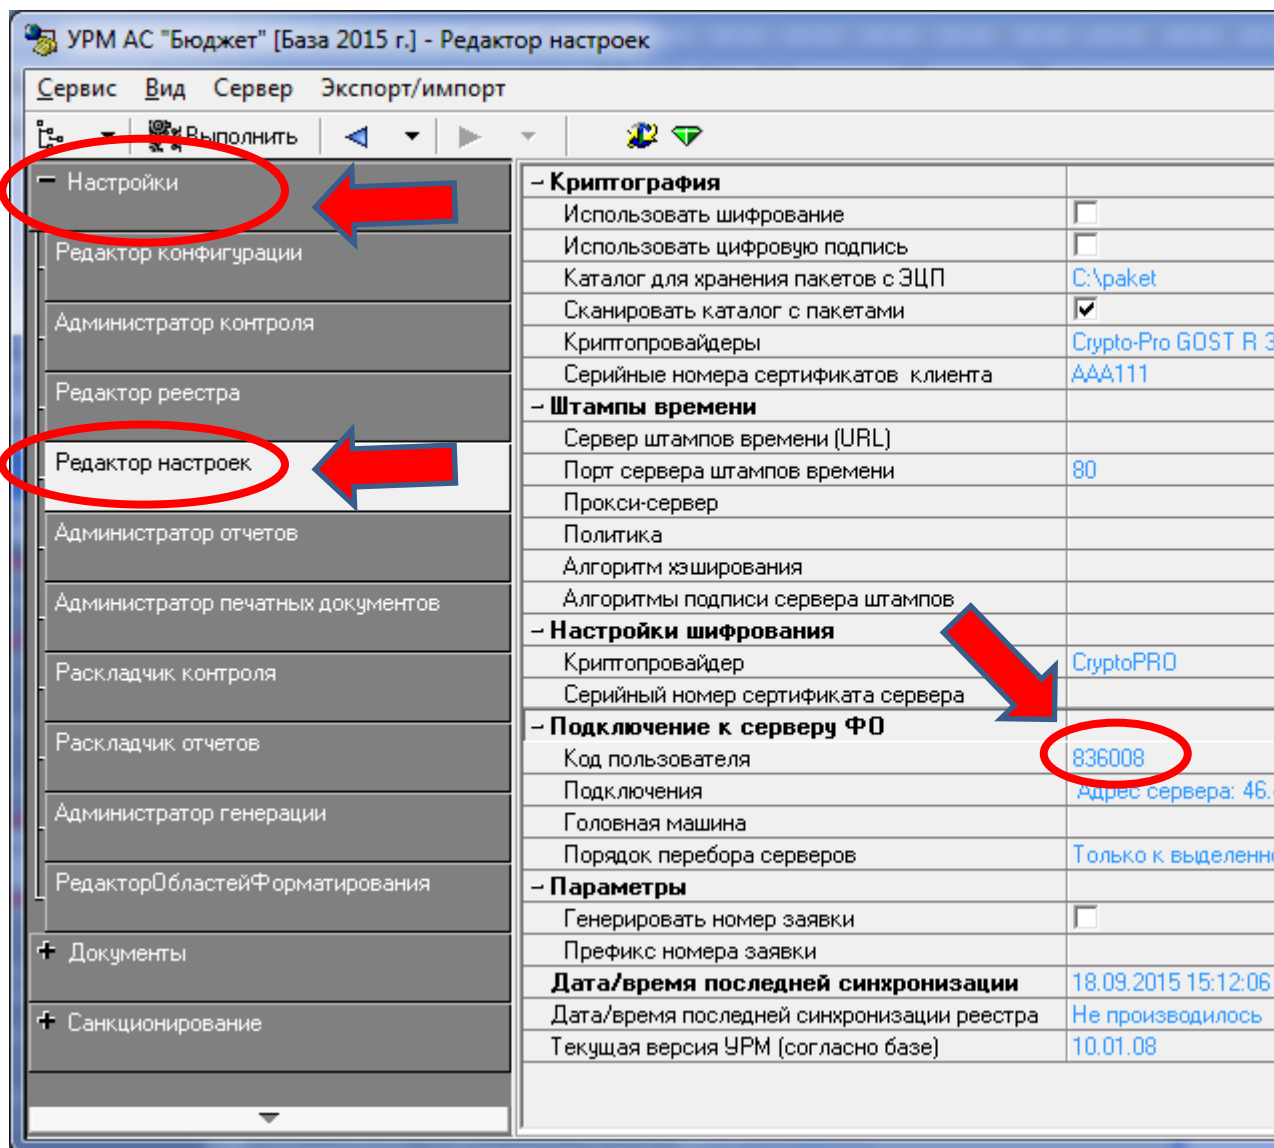 УРМ АС "Бюджет" [База 2015 г.] - Редактор настроек
Сервис Вид Сервер Экспорт/импорт
Выполнить
Настройки
Редактор конфигурации
Администратор контроля
Редактор реестра
Редактор настроек
Администратор отчетов
Администратор печатных документов
Раскладчик контроля
Раскладчик отчетов
Администратор генерации
РедакторОбластейФорматирования
Документы
Санкционирование
Криптография
Использовать шифрование
Использовать цифровую подпись
Каталог для хранения пакетов с ЭЦП C:\paket
Сканировать каталог с пакетами
Криптопровайдеры Crypto-Pro GOST R 3
Серийные номера сертификатов клиента AAA111
Штампы времени
Сервер штампов времени (URL)
Порт сервера штампов времени 80
Прокси-сервер
Политика
Алгоритм хэширования
Алгоритмы подписи сервера штампов
Настройки шифрования
Криптопровайдер CryptoPRO
Серийный номер сертификата сервера
Подключение к серверу ФО
Код пользователя 836008
Подключения Адрес сервера: 46.
Головная машина
Порядок перебора серверов Только к выделенн
Параметры
Генерировать номер заявки
Префикс номера заявки
Дата/время последней синхронизации 18.09.2015 15:12:06
Дата/время последней синхронизации реестра Не производилось
Текущая версия УРМ (согласно базе) 10.01.08